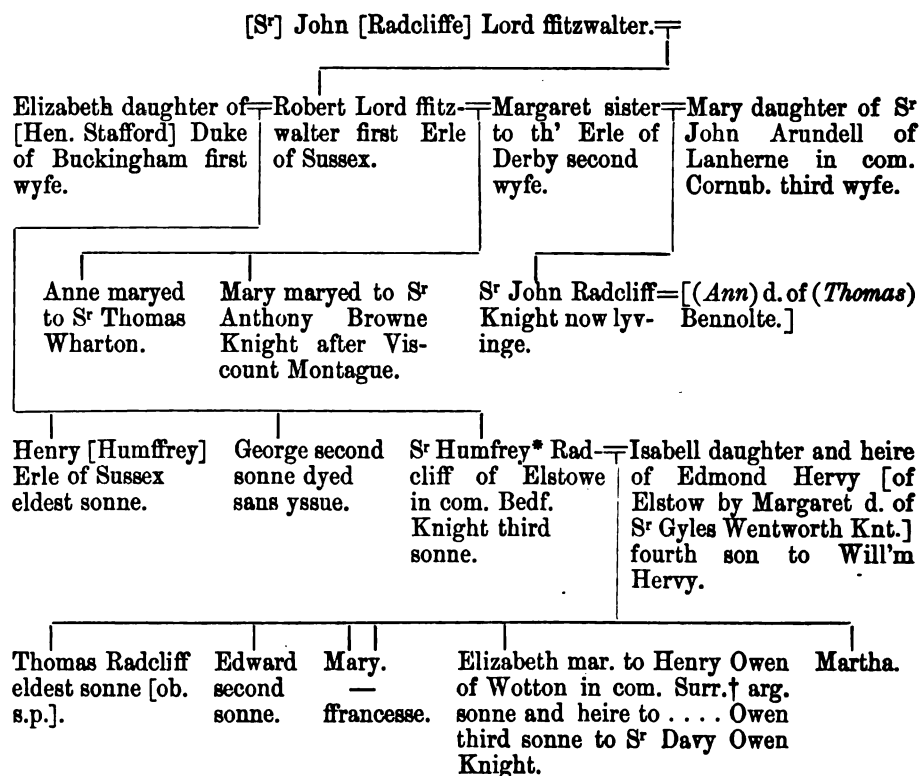 [Sʳ] John [Radcliffe] Lord ffitzwalter.
Elizabeth daughter of
[Hen. Stafford] Duke
of Buckingham first
wyfe.
Robert Lord ffitz-
walter first Erle
of Sussex.
Margaret sister
to th' Erle of
Derby second
wyfe.
Mary daughter of Sʳ
John Arundell of
Lanherne in com.
Cornub. third wyfe.
Anne maryed
to Sʳ Thomas
Wharton.
Mary maryed to Sʳ
Anthony Browne
Knight after Vis-
count Montague.
Sʳ John Radcliff
Knight now lyv-
inge.
[(Ann) d. of (Thomas)
Bennolte.]
Henry [Humffrey]
Erle of Sussex
eldest sonne.
George second
sonne dyed
sans yssue.
Sʳ Humfrey* Rad-
cliff of Elstowe
in com. Bedf.
Knight third
sonne.
Isabell daughter and heire
of Edmond Hervy [of
Elstow by Margaret d. of
Sʳ Gyles Wentworth Knt.]
fourth son to Will'm
Hervy.
Thomas Radcliff
eldest sonne [ob.
s.p.].
Edward
second
sonne.
Mary.
—
ffrancesse.
Elizabeth mar. to Henry Owen
of Wotton in com. Surr.† arg.
sonne and heire to . . . . Owen
third sonne to Sʳ Davy Owen
Knight.
Martha.